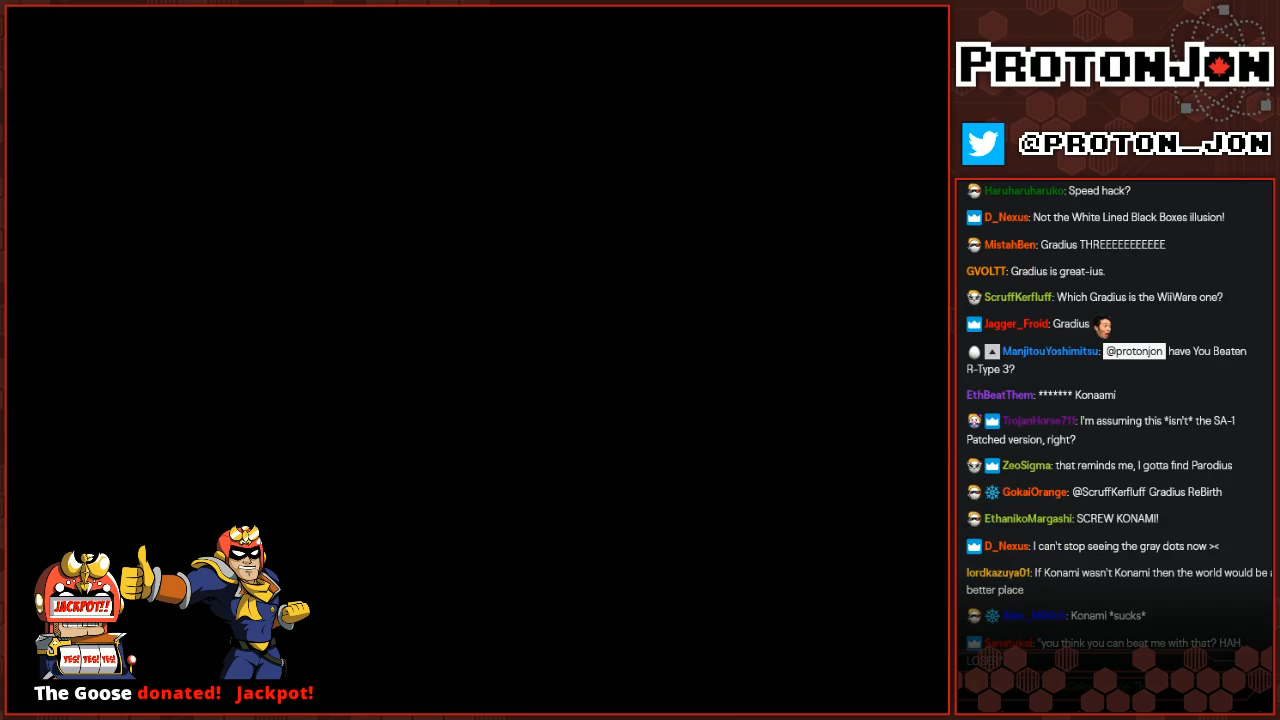 PROTONJON
@PROTON_JON
Haruharuharuko: Speed hack?
D_Nexus: Not the White Lined Black Boxes illusion!
MistahBen: Gradius THREEEEEEEEEEE
GVOLTT: Gradius is great-ius.
ScruffKerfluff: Which Gradius is the WiiWare one?
Jagger_Froid: Gradius
ManjitouYoshimitsu: @protonjon have You Beaten
R-Type 3?
EthBeatThem: ******* Konaami
TrojanHorse711: I'm assuming this *isn't* the SA-1
Patched version, right?
ZeoSigma: that reminds me, I gotta find Parodius
GokaiOrange: @ScruffKerfluff Gradius ReBirth
EthanikoMargashi: SCREW KONAMI!
D_Nexus: I can't stop seeing the gray dots now ><
lordkazuya01: If Konami wasn't Konami then the world would be a
better place
Konami *sucks*
"you think you can beat me with that? HAH,
JACKPOT!!
YES! YES! YES!
The Goose donated! Jackpot!